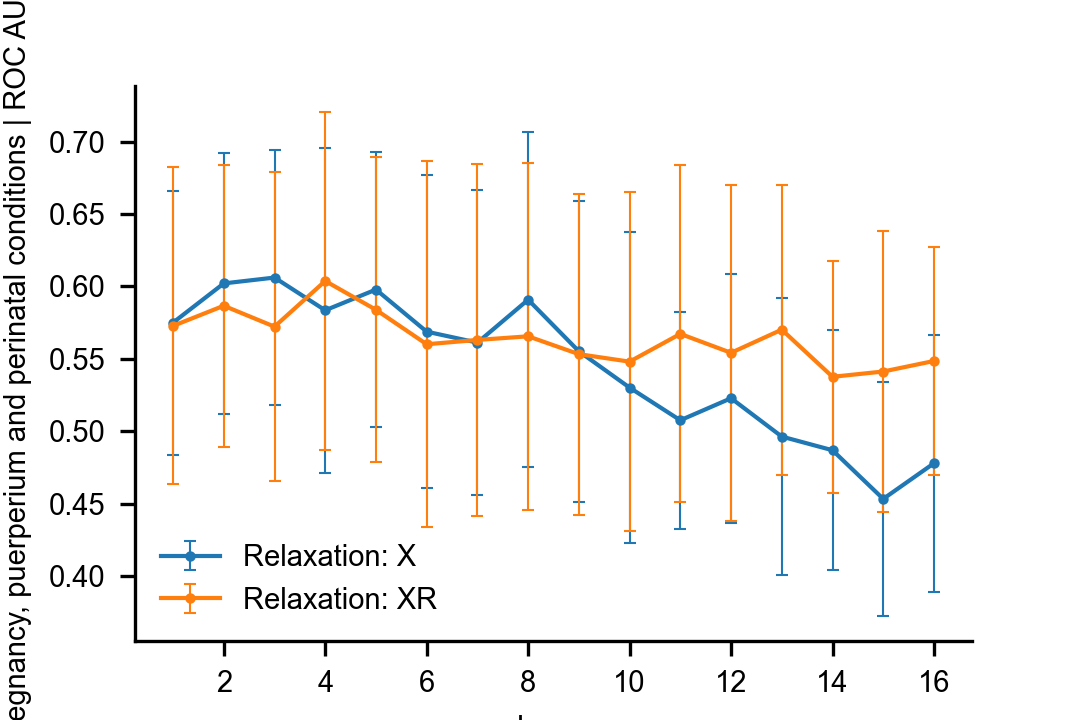 egnancy, puerperium and perinatal conditions | ROC AU
0.70
0.65
0.60
0.55
0.50
0.45
0.40
Relaxation: X
Relaxation: XR
2 4 6 8 10 12 14 16